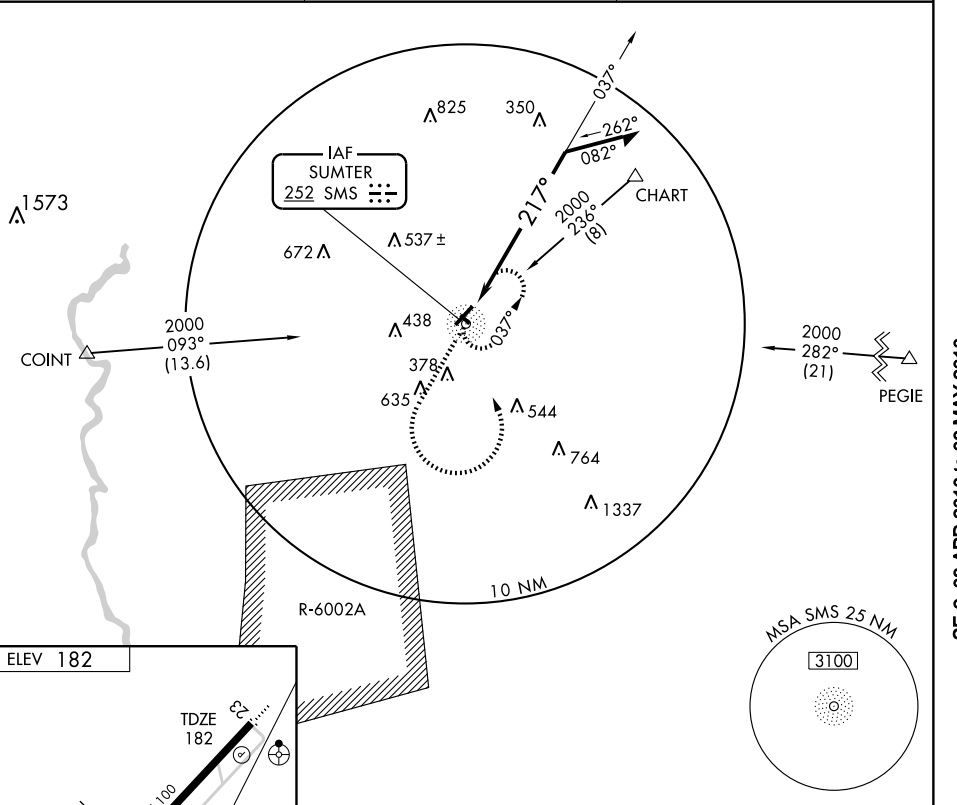 037°
825
350
262°
082°
IAF
SUMTER
252 SMS
217°
2000
236°
(8)
CHART
1573
672
537 ±
2000
093°
(13.6)
COINT
438
037°
378
635
544
764
1337
2000
282°
(21)
PEGIE
10 NM
R-6002A
MSA SMS 25 NM
3100
ELEV 182
TDZE
182
23
P